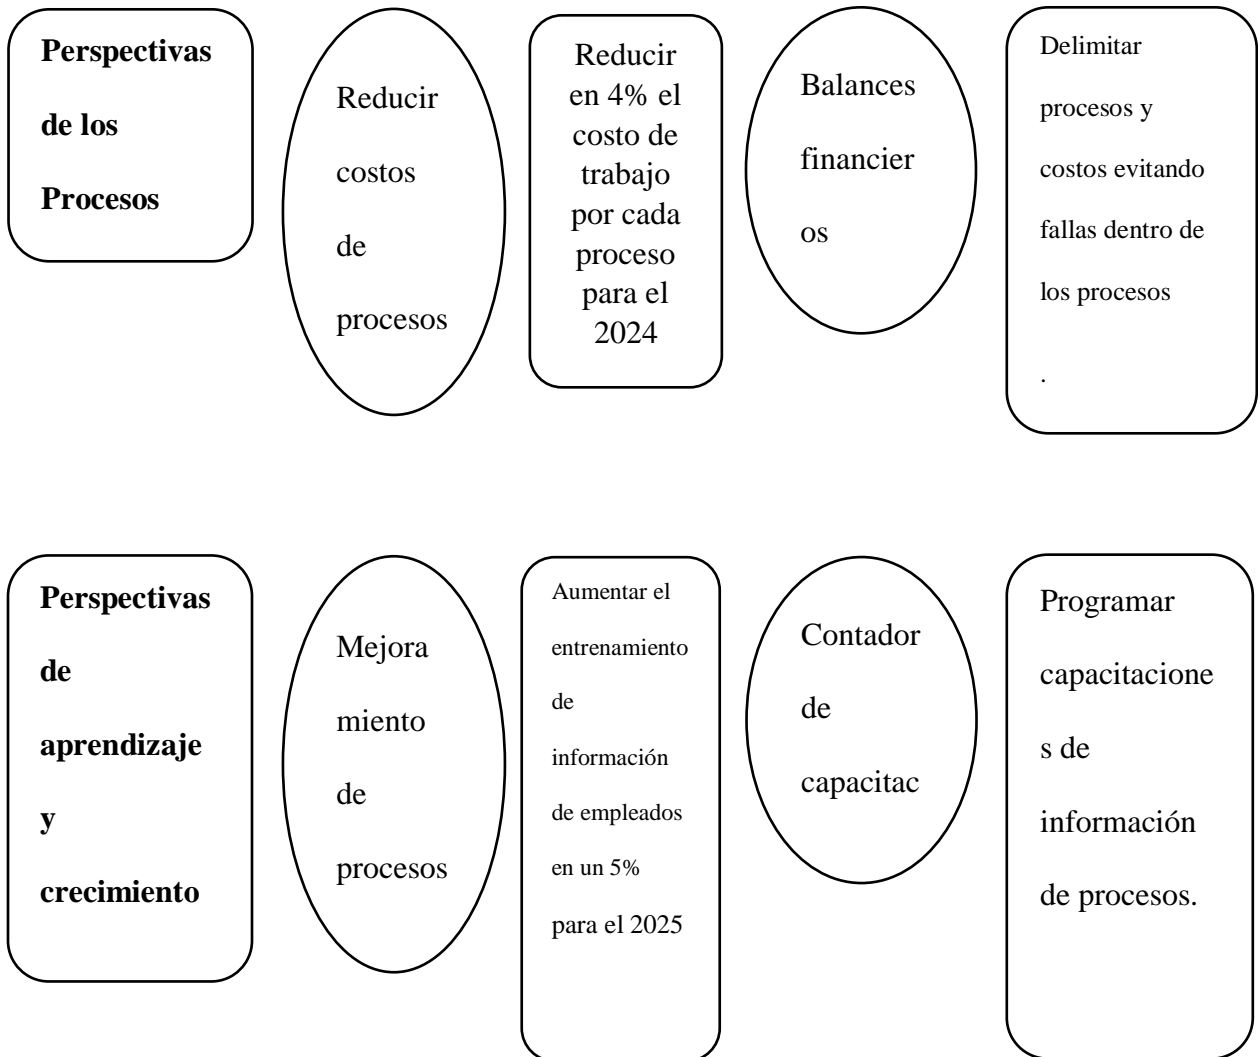 Perspectivas
de los
Procesos
Reducir
costos
de
procesos
Reducir
en 4% el
costo de
trabajo
por cada
proceso
para el
2024
Balances
financier
os
Delimitar
procesos y
costos evitando
fallas dentro de
los procesos
.
Perspectivas
de
aprendizaje
y
crecimiento
Mejora
miento
de
procesos
Aumentar el
entrenamiento
de
información
de empleados
en un 5%
para el 2025
Contador
de
capacitac
Programar
capacitacione
s de
información
de procesos.